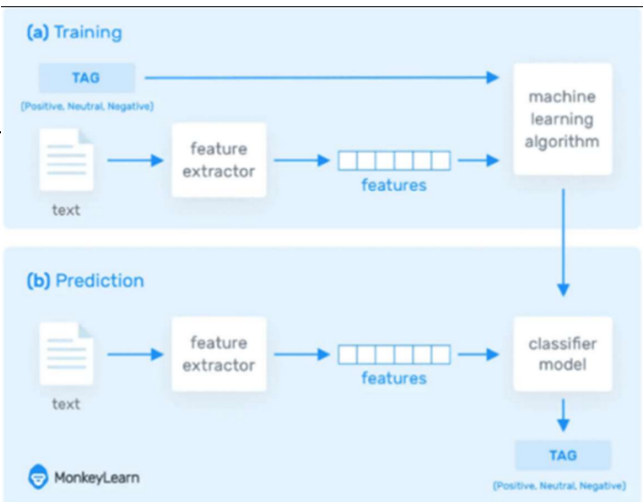 (a) Training
TAG
(Positive, Neutral, Negative)
machine
learning
algorithm
feature
extractor
features
text
(b) Prediction
feature
extractor
features
classifier
model
text
TAG
(Positive, Neutral, Negative)
MonkeyLearn